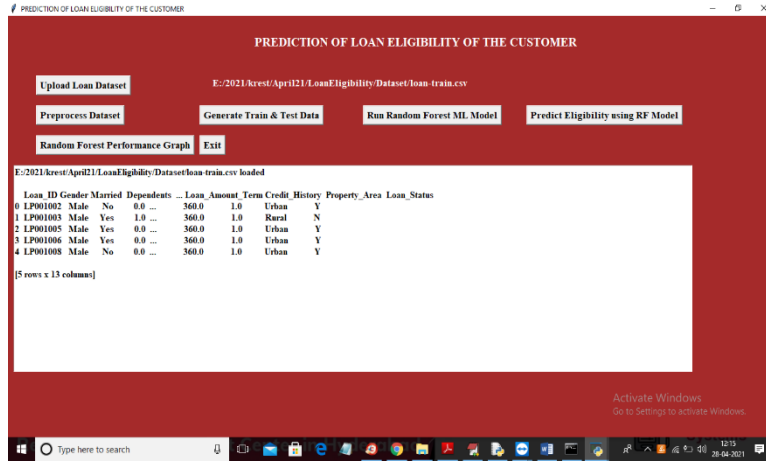 PREDICTION OF LOAN ELIGIBILITY OF THE CUSTOMER
PREDICTION OF LOAN ELIGIBILITY OF THE CUSTOMER
Upload Loan Dataset E:/2021/krest/April21/LoanEligibility/Dataset/loan-train.csv
Preprocess Dataset Generate Train & Test Data Run Random Forest ML Model Predict Eligibility using RF Model
Random Forest Performance Graph Exit
E:/2021/krest/April21/LoanEligibility/Dataset/loan-train.csv loaded
Loan_ID Gender Married Dependents ... Loan_Amount_Term Credit_History Property_Area Loan_Status
0 LP001002 Male No 0.0 ... 360.0 1.0 Urban Y
1 LP001003 Male Yes 1.0 ... 360.0 1.0 Rural N
2 LP001005 Male Yes 0.0 ... 360.0 1.0 Urban Y
3 LP001006 Male Yes 0.0 ... 360.0 1.0 Urban Y
4 LP001008 Male No 0.0 ... 360.0 1.0 Urban Y
[5 rows x 13 columns]
Activate Windows
Go to Settings to activate Windows.
Type here to search
12:15
28-04-2021